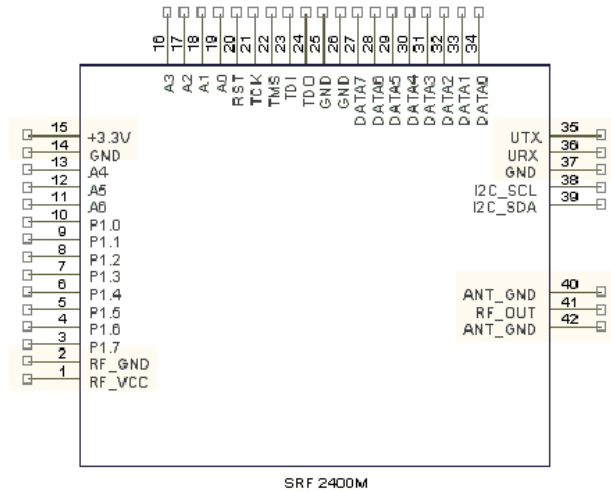 16 17 18 19 20 21 22 23 24 25 26 27 28 29 30 31 32 33 34
A3 A2 A1 A0 RST TCK TMS TDI TDO GND GND DATA7 DATA6 DATA5 DATA4 DATA3 DATA2 DATA1 DATA0
15 +3.3V
14 GND
13 A4
12 A5
11 A6
10 P1.0
9 P1.1
8 P1.2
7 P1.3
6 P1.4
5 P1.5
4 P1.6
3 P1.7
2 RF_GND
1 RF_VCC
UTX 35
URX 36
GND 37
I2C_SCL 38
I2C_SDA 39
ANT_GND 40
RF_OUT 41
ANT_GND 42
SRF 2400M